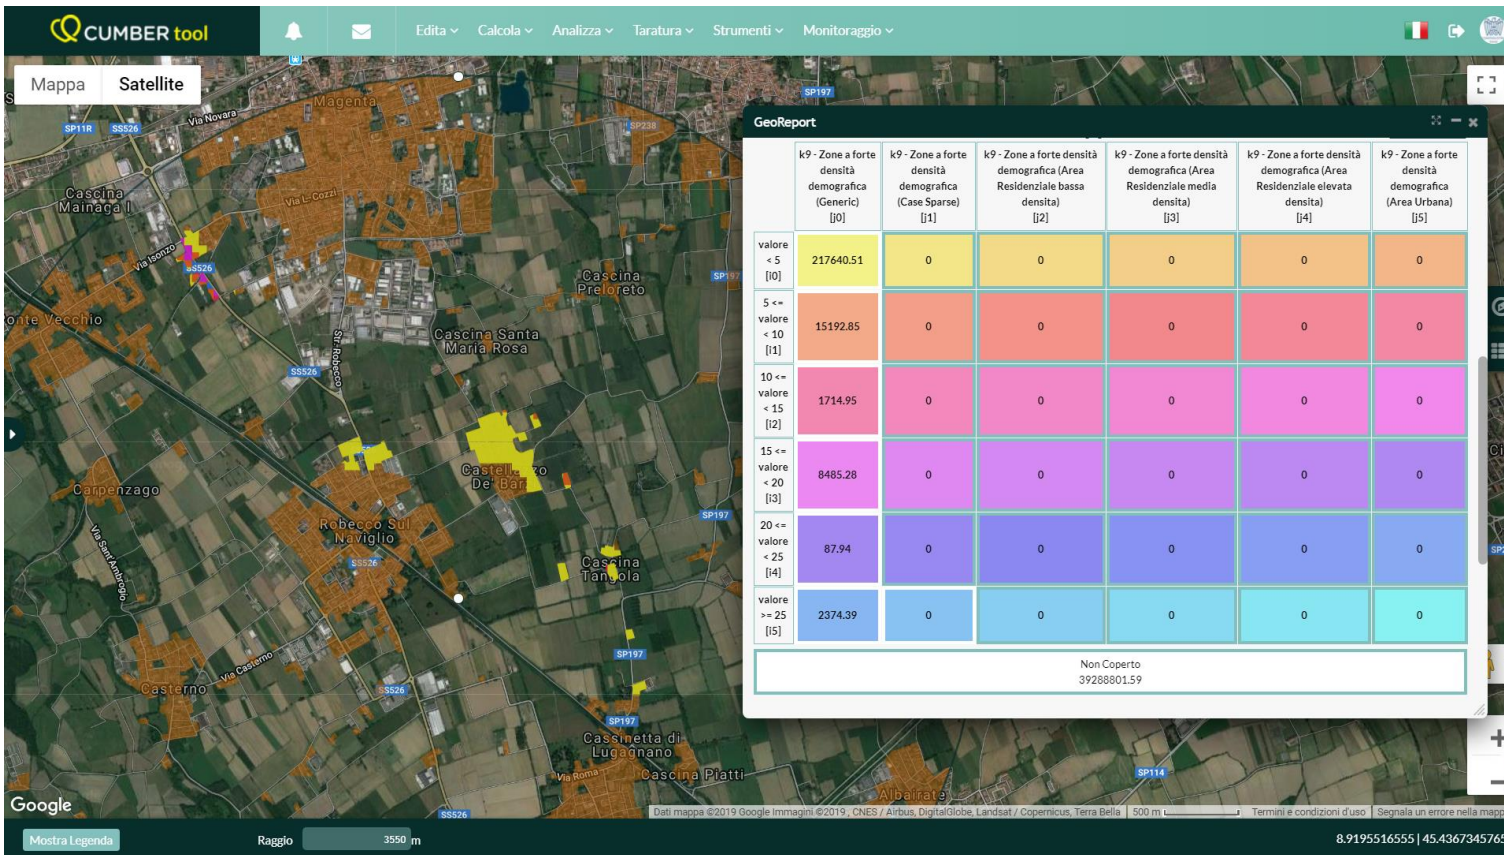 CUMBER tool
Edita
Calcola
Analizza
Taratura
Strumenti
Monitoraggio
Mappa
Satellite
SP197
Magenta
Via Novara
SP11R
SS526
SP238
Via L-Cozzi
Cascina
Mainaga I
Via Isonzo
SS526
Cascina
Preloreto
SP197
onte Vecchio
Str.-Robecco
Cascina Santa
Maria Rosa
SS526
Carpenzago
Robecco Sul
Naviglio
SP197
Via Sant'Ambrogio
SS526
Cascina
Tangola
Via Casterno
Casterno
SS526
SP197
SP197
Cassinetta di
Lugagnano
Via Roma
Cascina Piatti
Albairate
SP114
SS526
GeoReport
k9 - Zone a forte
densità
demografica
(Generic)
[j0]
k9 - Zone a forte
densità
demografica
(Case Sparse)
[j1]
k9 - Zone a forte densità
demografica (Area
Residenziale bassa
densita)
[j2]
k9 - Zone a forte densità
demografica (Area
Residenziale media
densita)
[j3]
k9 - Zone a forte densità
demografica (Area
Residenziale elevata
densita)
[j4]
k9 - Zone a forte
densità
demografica
(Area Urbana)
[j5]
valore
< 5
[i0]
217640.51
0
0
0
0
0
5 <=
valore
< 10
[i1]
15192.85
0
0
0
0
0
10 <=
valore
< 15
[i2]
1714.95
0
0
0
0
0
15 <=
valore
< 20
[i3]
8485.28
0
0
0
0
0
20 <=
valore
< 25
[i4]
87.94
0
0
0
0
0
valore
>= 25
[i5]
2374.39
0
0
0
0
0
Non Coperto
39288801.59
Google
Dati mappa ©2019 Google Immagini ©2019 , CNES / Airbus, DigitalGlobe, Landsat / Copernicus, Terra Bella
500 m
Termini e condizioni d'uso
Segnala un errore nella mapp
Mostra Legenda
Raggio
3550 m
8.9195516555 | 45.4367345765